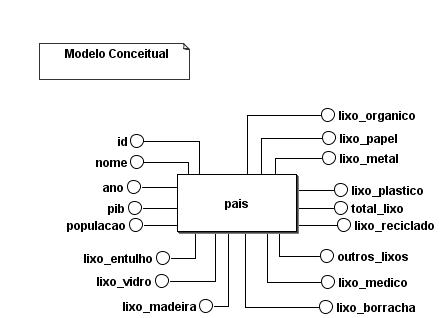 Modelo Conceitual
lixo_organico
id
lixo_papel
nome
lixo_metal
ano
lixo_plastico
pais
pib
total_lixo
populacao
lixo_reciclado
lixo_entulho
outros_lixos
lixo_vidro
lixo_medico
lixo_madeira
lixo_borracha